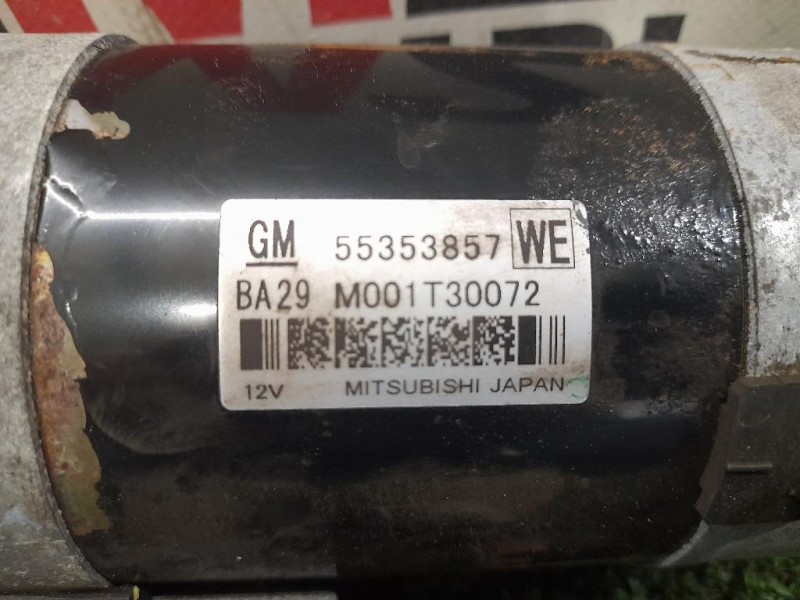 GM 55353857 WE
BA29 M001T30072
12V MITSUBISHI JAPAN